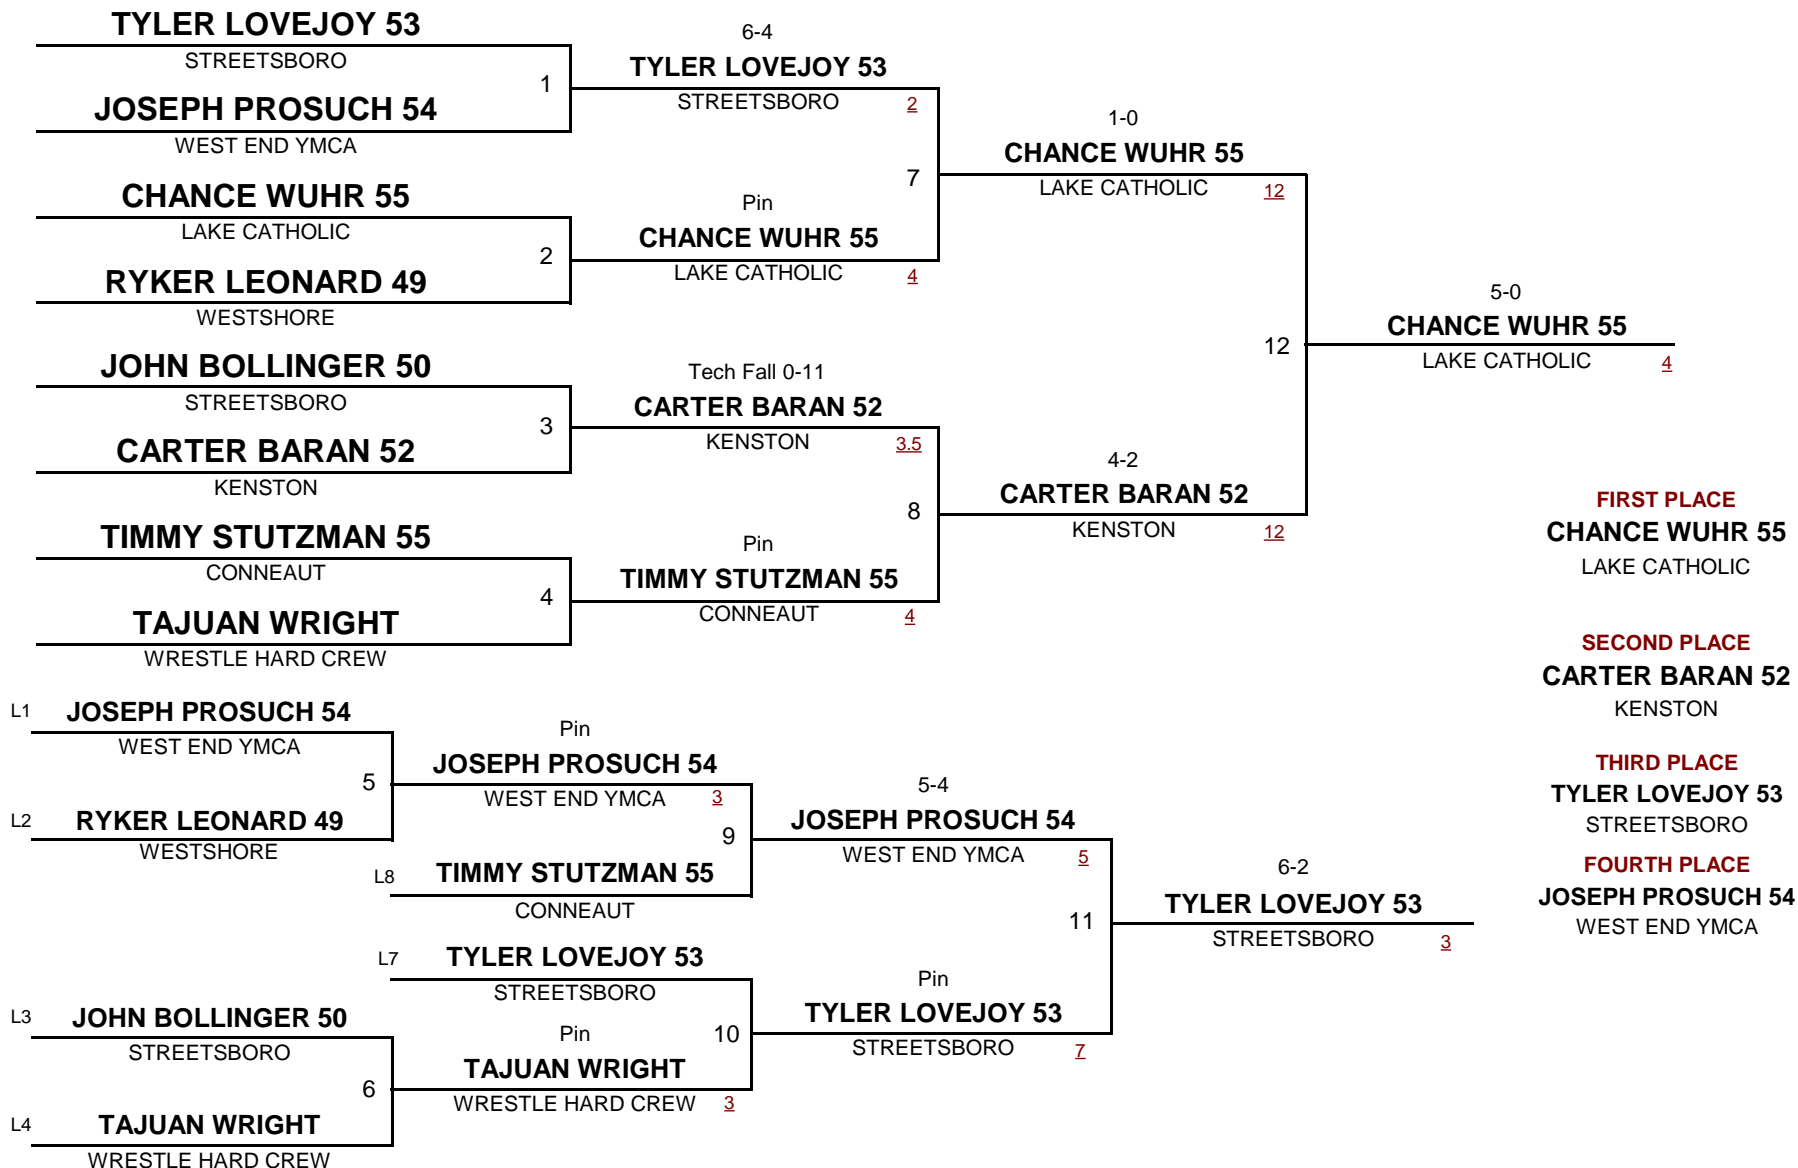 TYLER LOVEJOY 53
STREETSBORO
1
JOSEPH PROSUCH 54
WEST END YMCA
CHANCE WUHR 55
LAKE CATHOLIC
2
RYKER LEONARD 49
WESTSHORE
JOHN BOLLINGER 50
STREETSBORO
3
CARTER BARAN 52
KENSTON
TIMMY STUTZMAN 55
CONNEAUT
4
TAJUAN WRIGHT
WRESTLE HARD CREW
6-4
TYLER LOVEJOY 53
STREETSBORO 2
7
Pin
CHANCE WUHR 55
LAKE CATHOLIC 4
Tech Fall 0-11
CARTER BARAN 52
KENSTON 3.5
8
Pin
TIMMY STUTZMAN 55
CONNEAUT 4
1-0
CHANCE WUHR 55
LAKE CATHOLIC 12
12
4-2
CARTER BARAN 52
KENSTON 12
5-0
CHANCE WUHR 55
LAKE CATHOLIC 4
FIRST PLACE
CHANCE WUHR 55
LAKE CATHOLIC
SECOND PLACE
CARTER BARAN 52
KENSTON
THIRD PLACE
TYLER LOVEJOY 53
STREETSBORO
FOURTH PLACE
JOSEPH PROSUCH 54
WEST END YMCA
L1 JOSEPH PROSUCH 54
WEST END YMCA
5
L2 RYKER LEONARD 49
WESTSHORE
L3 JOHN BOLLINGER 50
STREETSBORO
6
L4 TAJUAN WRIGHT
WRESTLE HARD CREW
Pin
JOSEPH PROSUCH 54
WEST END YMCA 3
9
L8 TIMMY STUTZMAN 55
CONNEAUT
L7 TYLER LOVEJOY 53
STREETSBORO
10
Pin
TAJUAN WRIGHT
WRESTLE HARD CREW 3
5-4
JOSEPH PROSUCH 54
WEST END YMCA 5
11
Pin
TYLER LOVEJOY 53
STREETSBORO 7
6-2
TYLER LOVEJOY 53
STREETSBORO 3